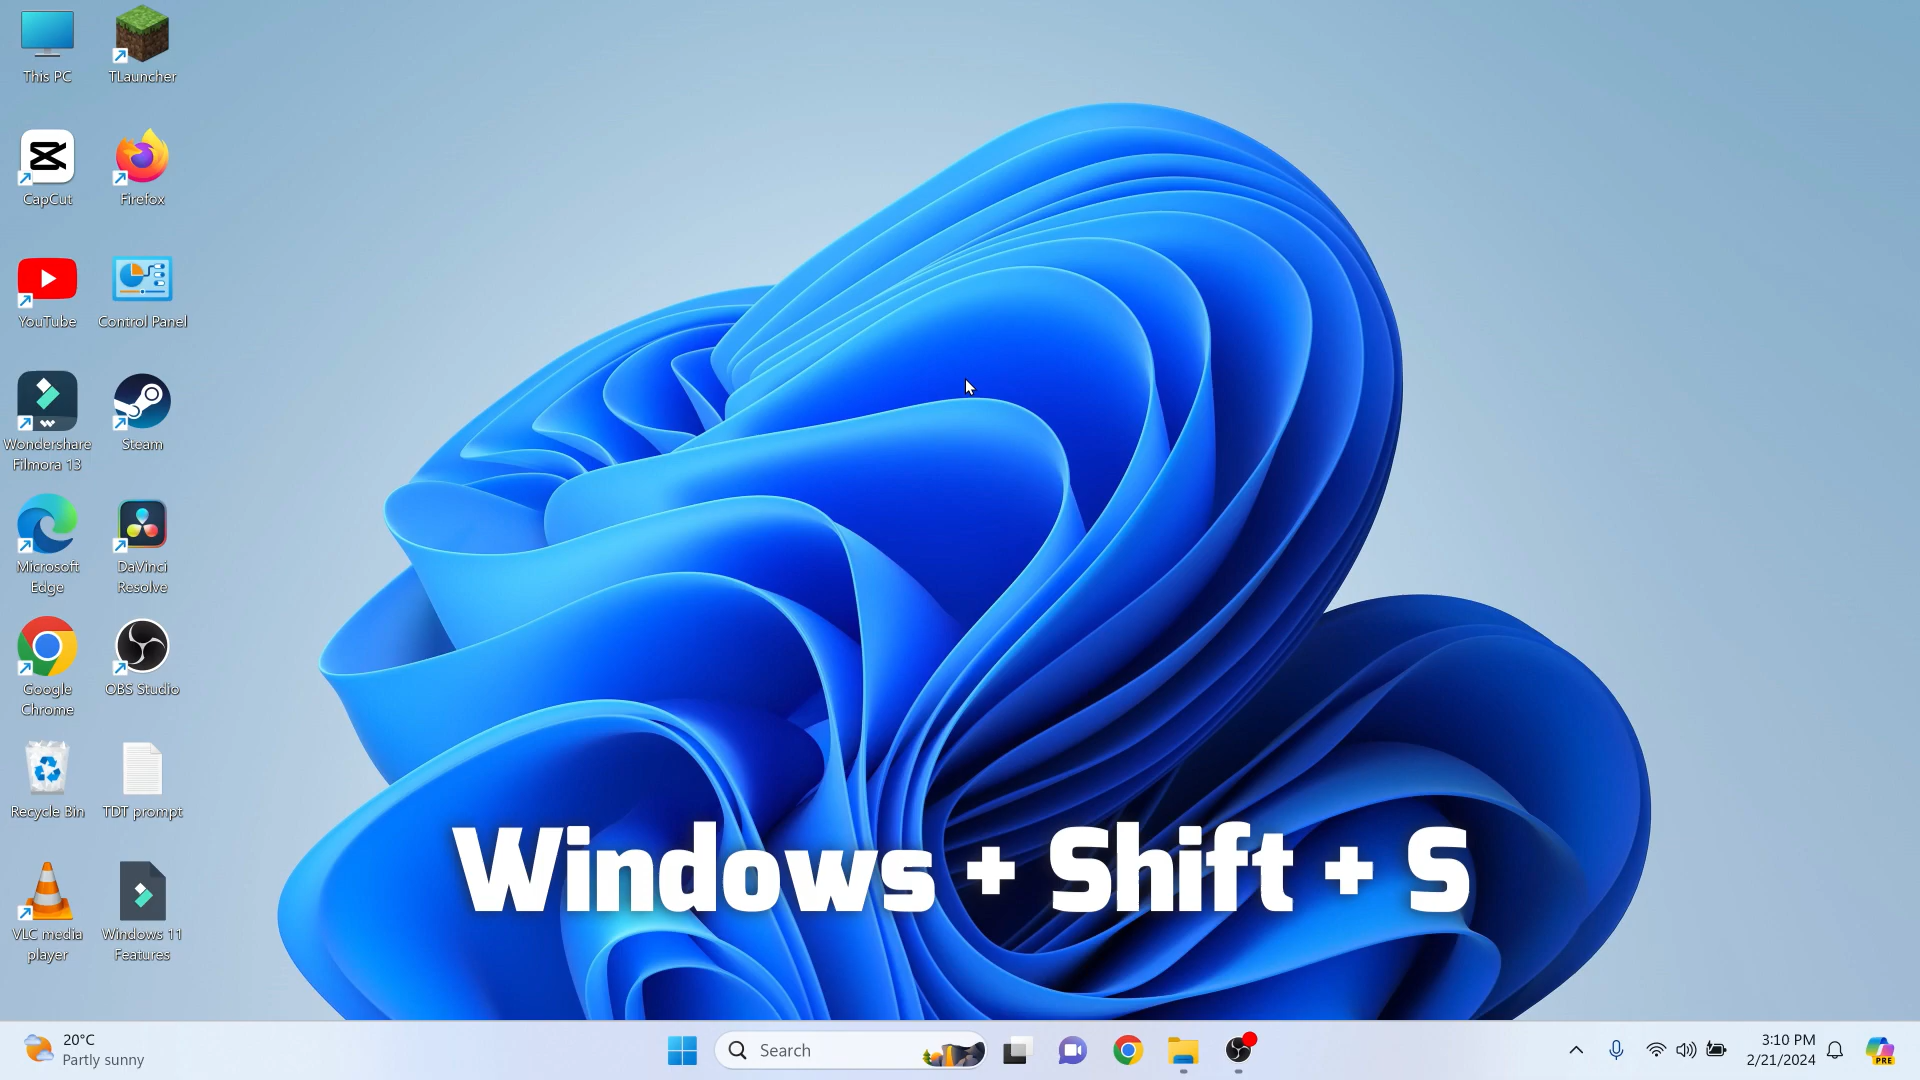 This PC
TLauncher
CapCut
Firefox
YouTube
Control Panel
Wondershare
Filmora 13
Steam
Microsoft
Edge
DaVinci
Resolve
Google
Chrome
OBS Studio
Recycle Bin
TDT prompt
VLC media
player
Windows 11
Features
Windows + Shift + S
20°C
Partly sunny
Search
3:10 PM
2/21/2024
PRE